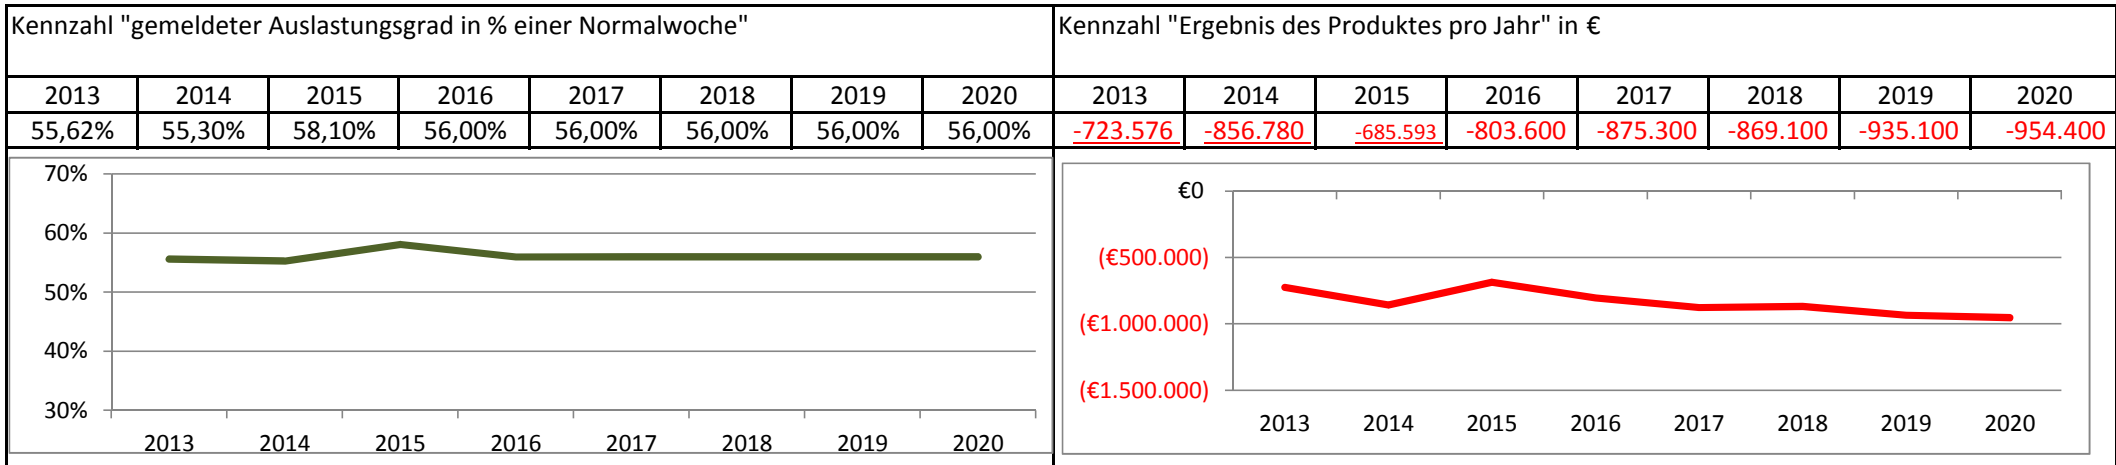 Kennzahl "gemeldeter Auslastungsgrad in % einer Normalwoche"
2013 2014 2015 2016 2017 2018 2019 2020
55,62% 55,30% 58,10% 56,00% 56,00% 56,00% 56,00% 56,00%
70%
60%
50%
40%
30%
2013 2014 2015 2016 2017 2018 2019 2020
Kennzahl "Ergebnis des Produktes pro Jahr" in €
2013 2014 2015 2016 2017 2018 2019 2020
-723.576 -856.780 -685.593 -803.600 -875.300 -869.100 -935.100 -954.400
€0
(€500.000)
(€1.000.000)
(€1.500.000)
2013 2014 2015 2016 2017 2018 2019 2020